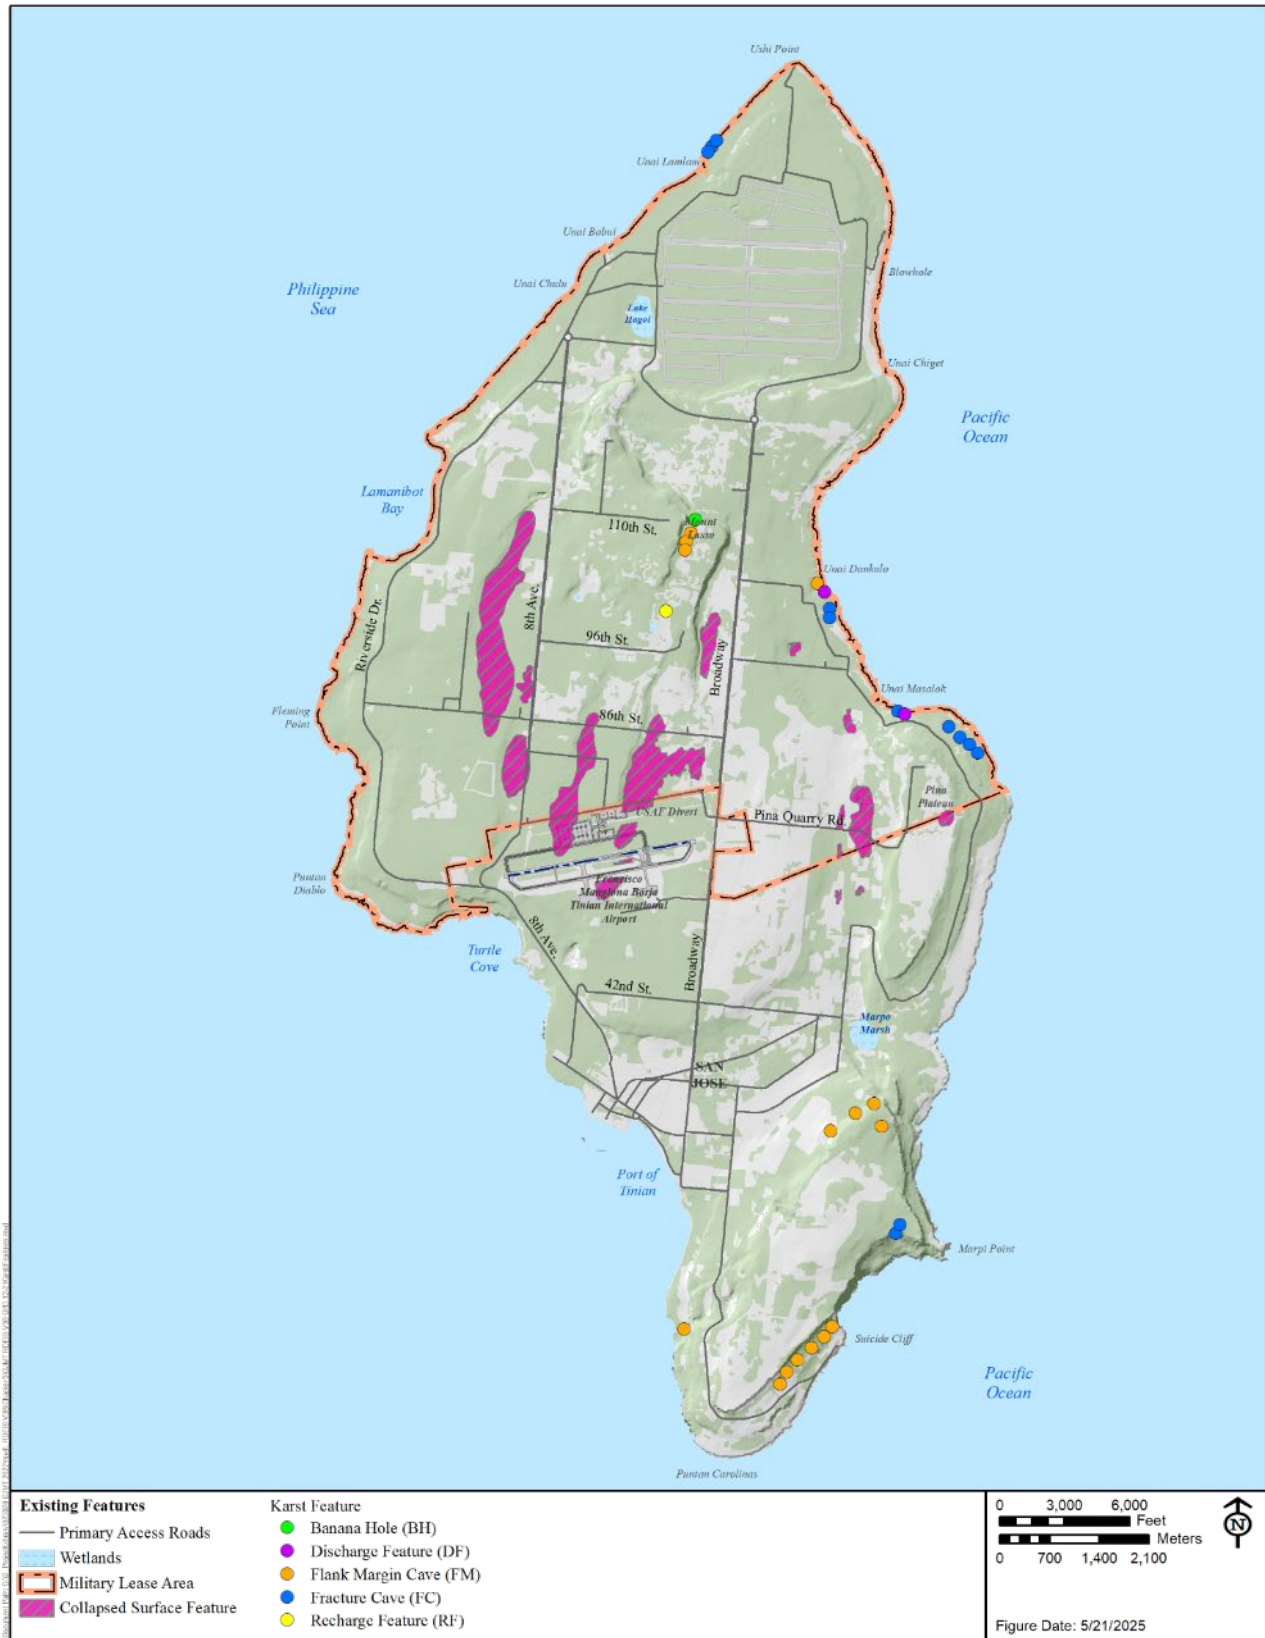 Ushi Point
Unai Lamlam
Unai Babui
Unai Chulu
Blowhole
Philippine
Sea
Lake
Hagoi
Unai Chiget
Pacific
Ocean
Lamanibot
Bay
110th St.
Mount
Lasso
Unai Dankulo
8th Ave.
Riverside Dr.
96th St.
Broadway
Unai Masalok
Fleming
Point
86th St.
Pina
Plateau
USAF Divert
Pina Quarry Rd.
Puntan
Diablo
Francisco
Manglona Borja
Tinian International
Airport
8th Ave.
Turtle
Cove
Broadway
42nd St.
Marpo
Marsh
SAN
JOSE
Port of
Tinian
Marpi Point
Suicide Cliff
Pacific
Ocean
Puntan Carolinas
Existing Features
Primary Access Roads
Wetlands
Military Lease Area
Collapsed Surface Feature
Karst Feature
Banana Hole (BH)
Discharge Feature (DF)
Flank Margin Cave (FM)
Fracture Cave (FC)
Recharge Feature (RF)
0 3,000 6,000
Feet
Meters
0 700 1,400 2,100
N
Figure Date: 5/21/2025